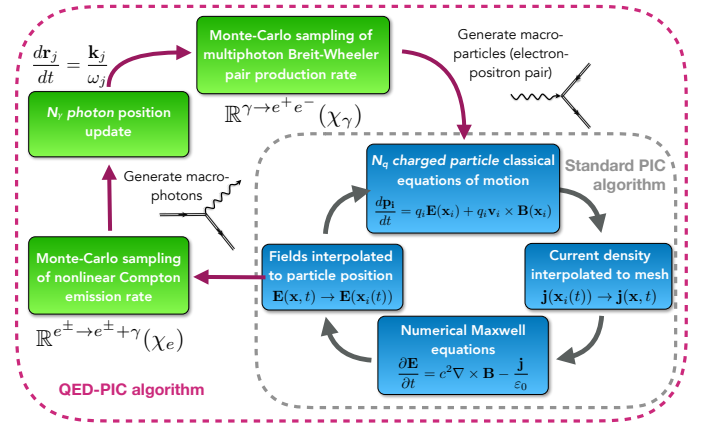 Monte-Carlo sampling of
multiphoton Breit-Wheeler
pair production rate
ℝ^{γ→e⁺e⁻}(χ_γ)
Generate macro-
particles (electron-
positron pair)
d𝐫_j/dt = 𝐤_j/ω_j
N_γ photon position
update
Generate macro-
photons
Monte-Carlo sampling
of nonlinear Compton
emission rate
ℝ^{e^±→e^±+γ}(χ_e)
QED-PIC algorithm
Standard PIC
algorithm
N_q charged particle classical
equations of motion
d𝐩_𝐢/dt = q_i𝐄(𝐱_i) + q_i𝐯_i × 𝐁(𝐱_i)
Fields interpolated
to particle position
𝐄(𝐱, t) → 𝐄(𝐱_i(t))
Current density
interpolated to mesh
𝐣(𝐱_i(t)) → 𝐣(𝐱, t)
Numerical Maxwell
equations
∂𝐄/∂t = c²∇ × 𝐁 − 𝐣/ε₀